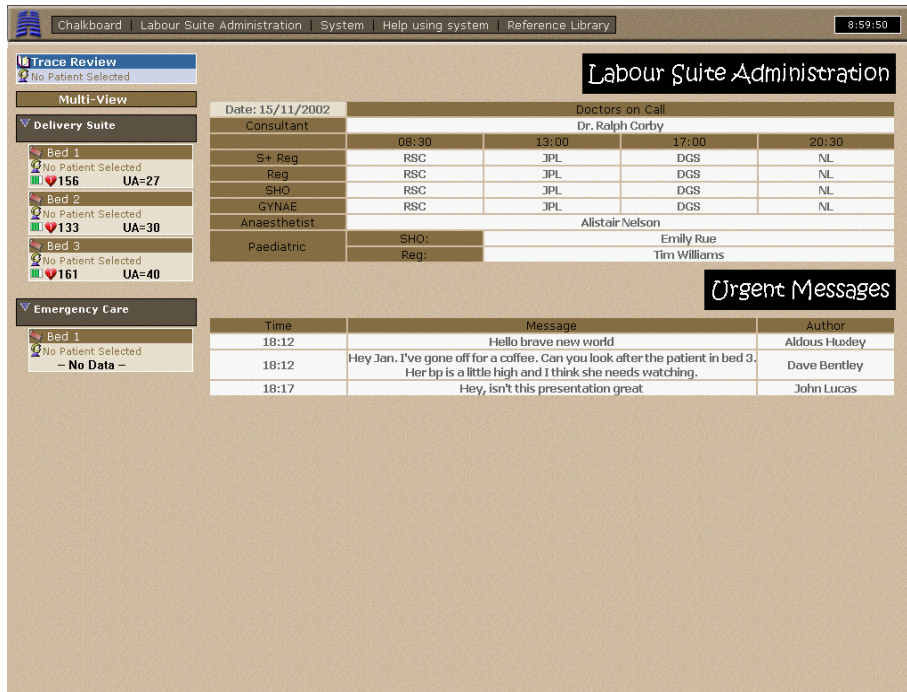 Chalkboard | Labour Suite Administration | System | Help using system | Reference Library
8:59:50
Trace Review
No Patient Selected
Multi-View
Delivery Suite
Bed 1
No Patient Selected
156 UA=27
Bed 2
No Patient Selected
133 UA=30
Bed 3
No Patient Selected
161 UA=40
Emergency Care
Bed 1
No Patient Selected
– No Data –
Labour Suite Administration
Date: 15/11/2002 Doctors on Call
Consultant Dr. Ralph Corby
08:30 13:00 17:00 20:30
S+ Reg RSC JPL DGS NL
Reg RSC JPL DGS NL
SHO RSC JPL DGS NL
GYNAE RSC JPL DGS NL
Anaesthetist Alistair Nelson
Paediatric SHO: Emily Rue
Reg: Tim Williams
Urgent Messages
Time Message Author
18:12 Hello brave new world Aldous Huxley
18:12 Hey Jan. I've gone off for a coffee. Can you look after the patient in bed 3.
Her bp is a little high and I think she needs watching. Dave Bentley
18:17 Hey, isn't this presentation great John Lucas